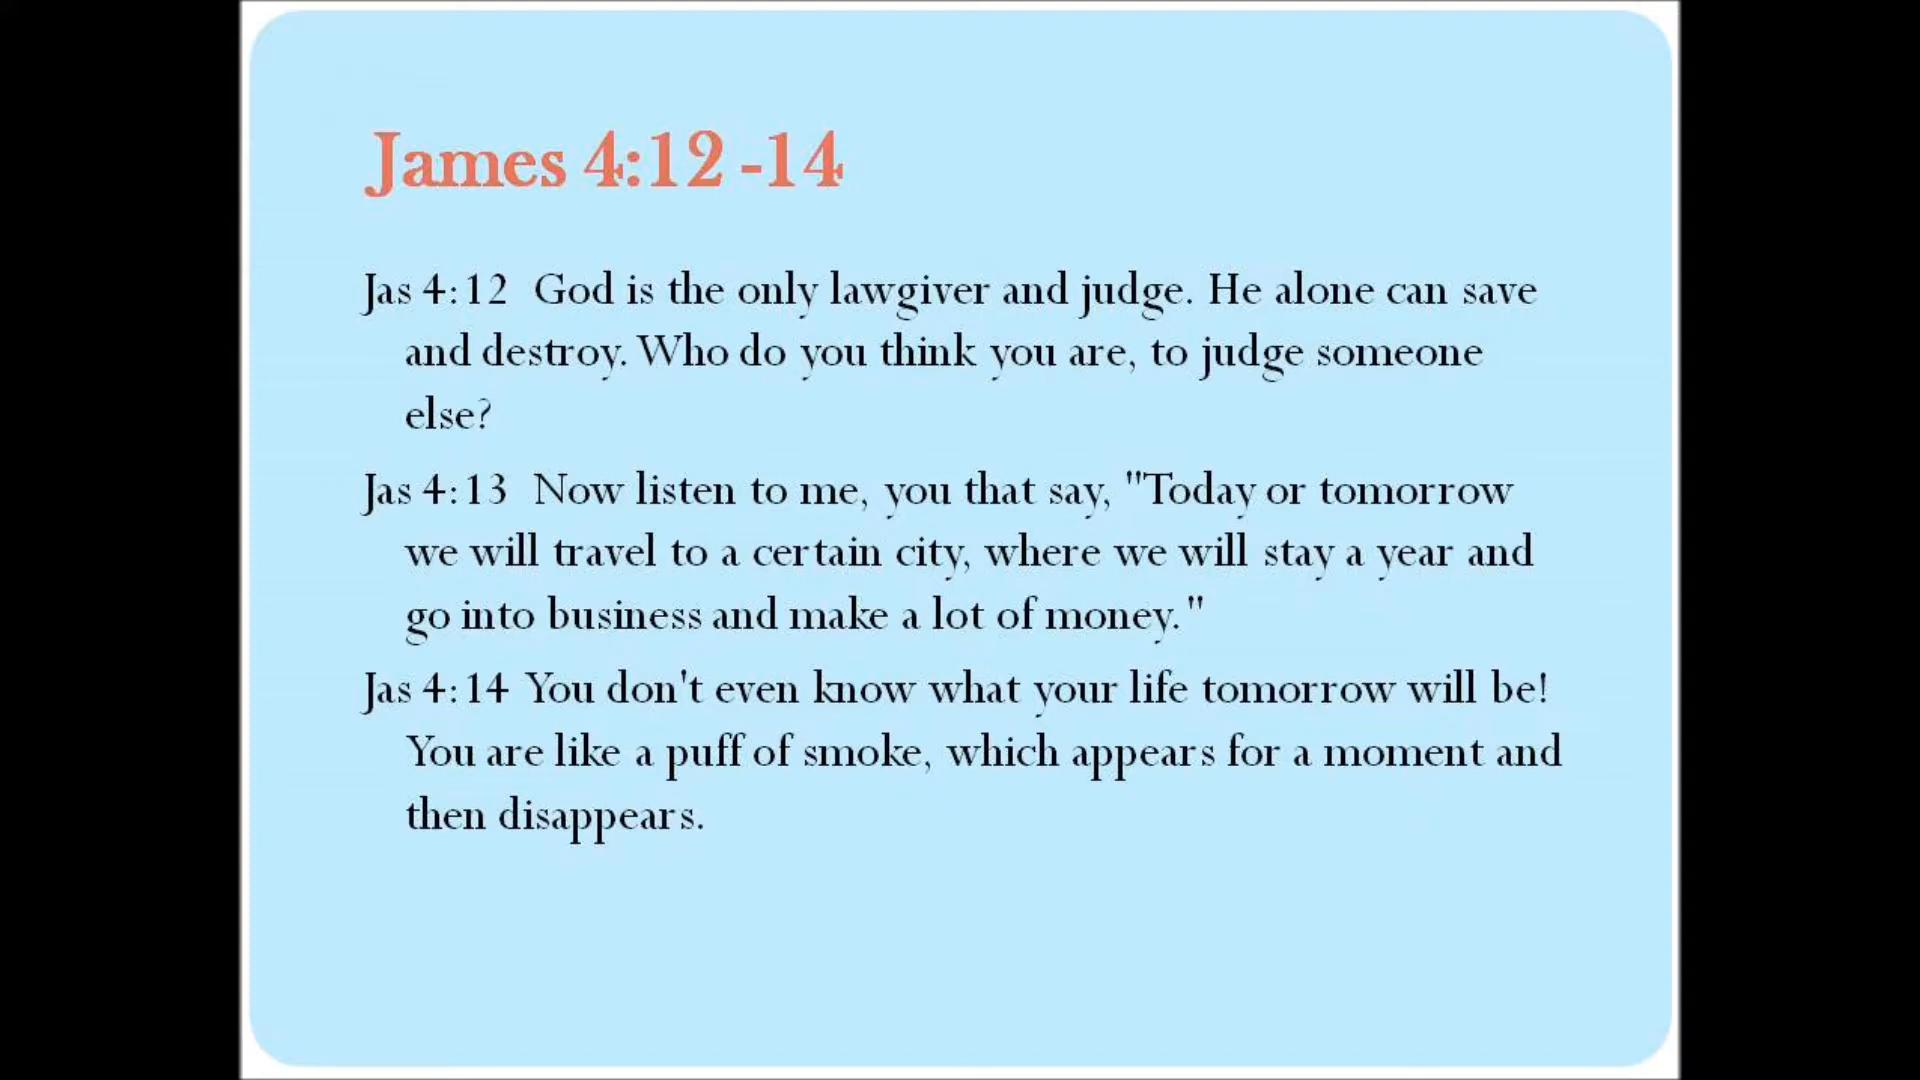 James 4:12 -14
Jas 4:12  God is the only lawgiver and judge. He alone can save
and destroy. Who do you think you are, to judge someone
else?
Jas 4:13  Now listen to me, you that say, "Today or tomorrow
we will travel to a certain city, where we will stay a year and
go into business and make a lot of money."
Jas 4:14 You don't even know what your life tomorrow will be!
You are like a puff of smoke, which appears for a moment and
then disappears.